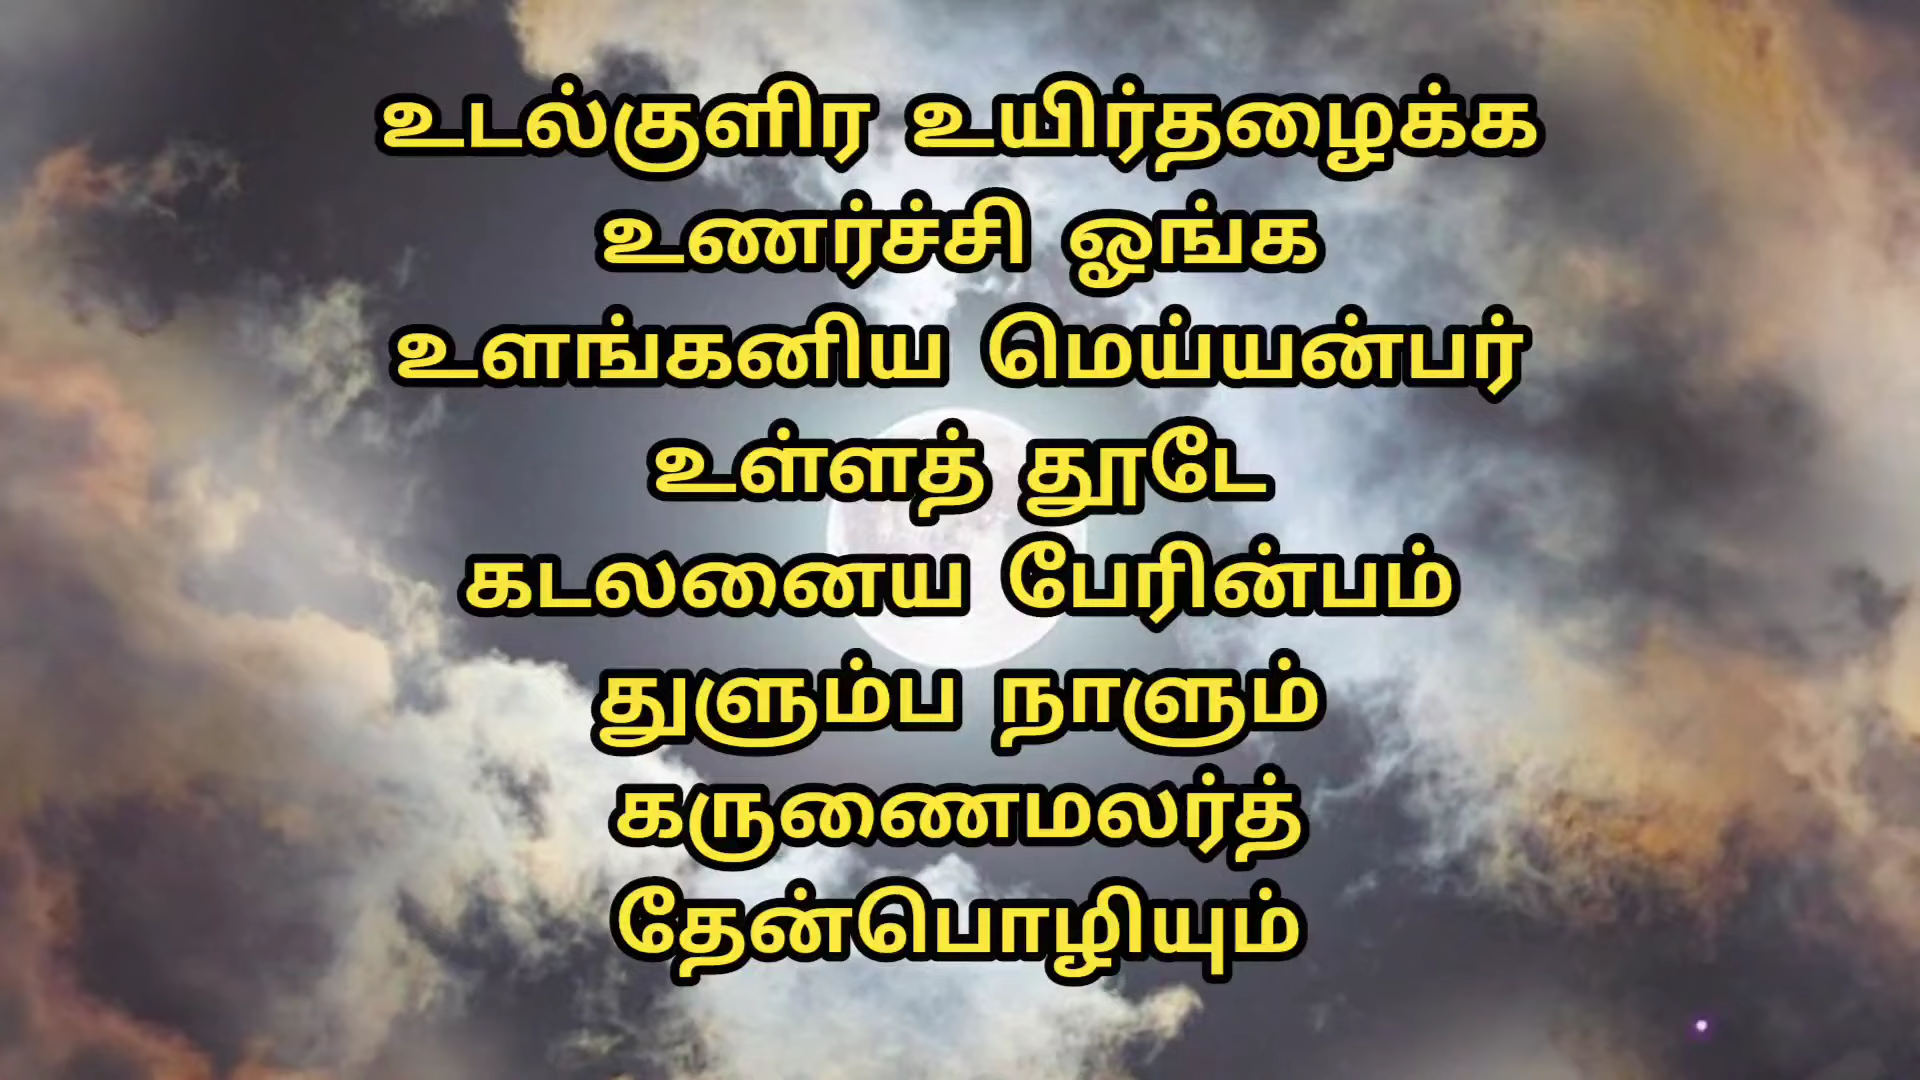 உடல்குளிர உயிர்தழைக்க
உணர்ச்சி ஓங்க
உளங்கனிய மெய்யன்பர்
உள்ளத் தூடே
கடலனைய பேரின்பம்
துளும்ப நாளும்
கருணைமலர்த்
தேன்பொழியும்